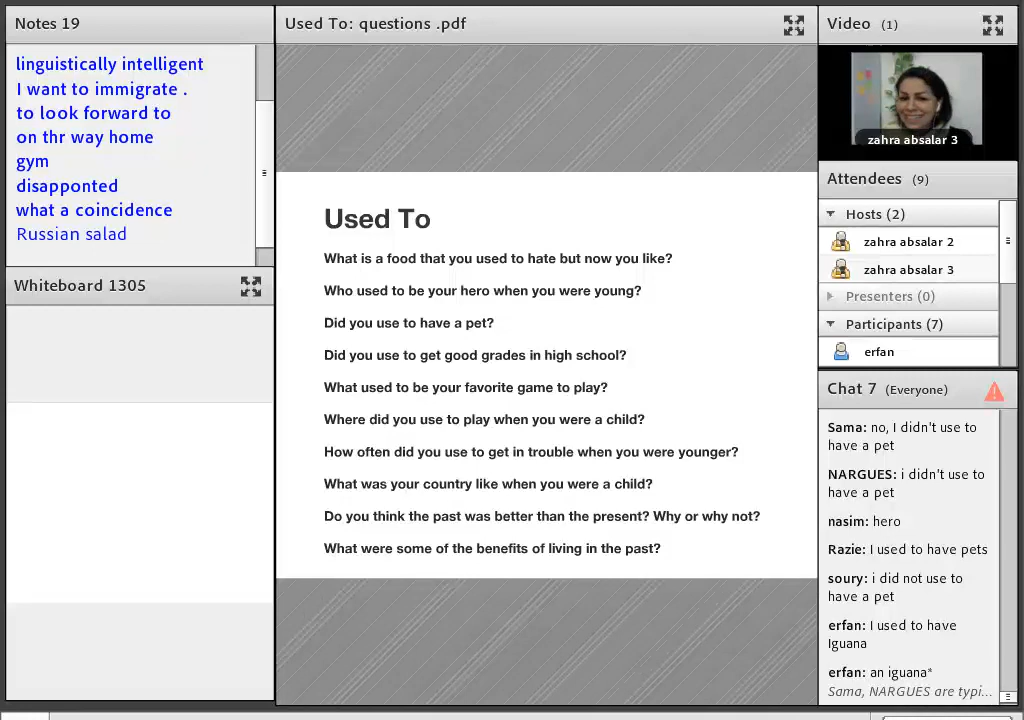 Notes 19
linguistically intelligent
I want to immigrate .
to look forward to
on thr way home
gym
disapponted
what a coincidence
Russian salad
Whiteboard 1305
Used To: questions .pdf
Used To
What is a food that you used to hate but now you like?
Who used to be your hero when you were young?
Did you use to have a pet?
Did you use to get good grades in high school?
What used to be your favorite game to play?
Where did you use to play when you were a child?
How often did you use to get in trouble when you were younger?
What was your country like when you were a child?
Do you think the past was better than the present? Why or why not?
What were some of the benefits of living in the past?
Video (1)
zahra absalar 3
Attendees (9)
Hosts (2)
zahra absalar 2
zahra absalar 3
Presenters (0)
Participants (7)
erfan
Chat 7 (Everyone)
Sama: no, I didn't use to
have a pet
NARGUES: i didn't use to
have a pet
nasim: hero
Razie: I used to have pets
soury: i did not use to
have a pet
erfan: I used to have
Iguana
erfan: an iguana*
Sama, NARGUES are typi...